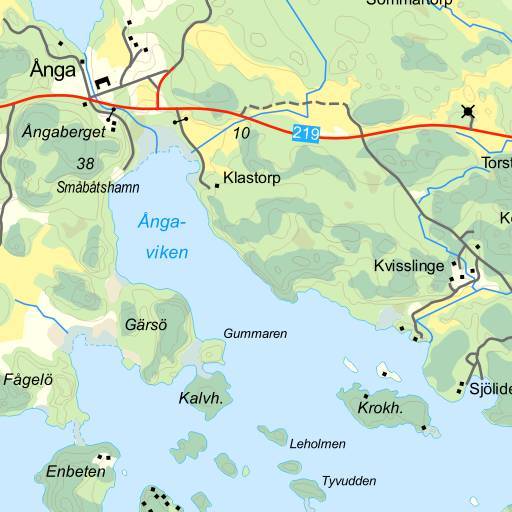 Sommartorp
Ånga
219
Ångaberget
10
38
Torst
Småbåtshamn
Klastorp
Ånga-
viken
Kvisslinge
Gärsö
Gummaren
Fågelö
Kalvh.
Krokh.
Sjölide
Leholmen
Enbeten
Tyvudden